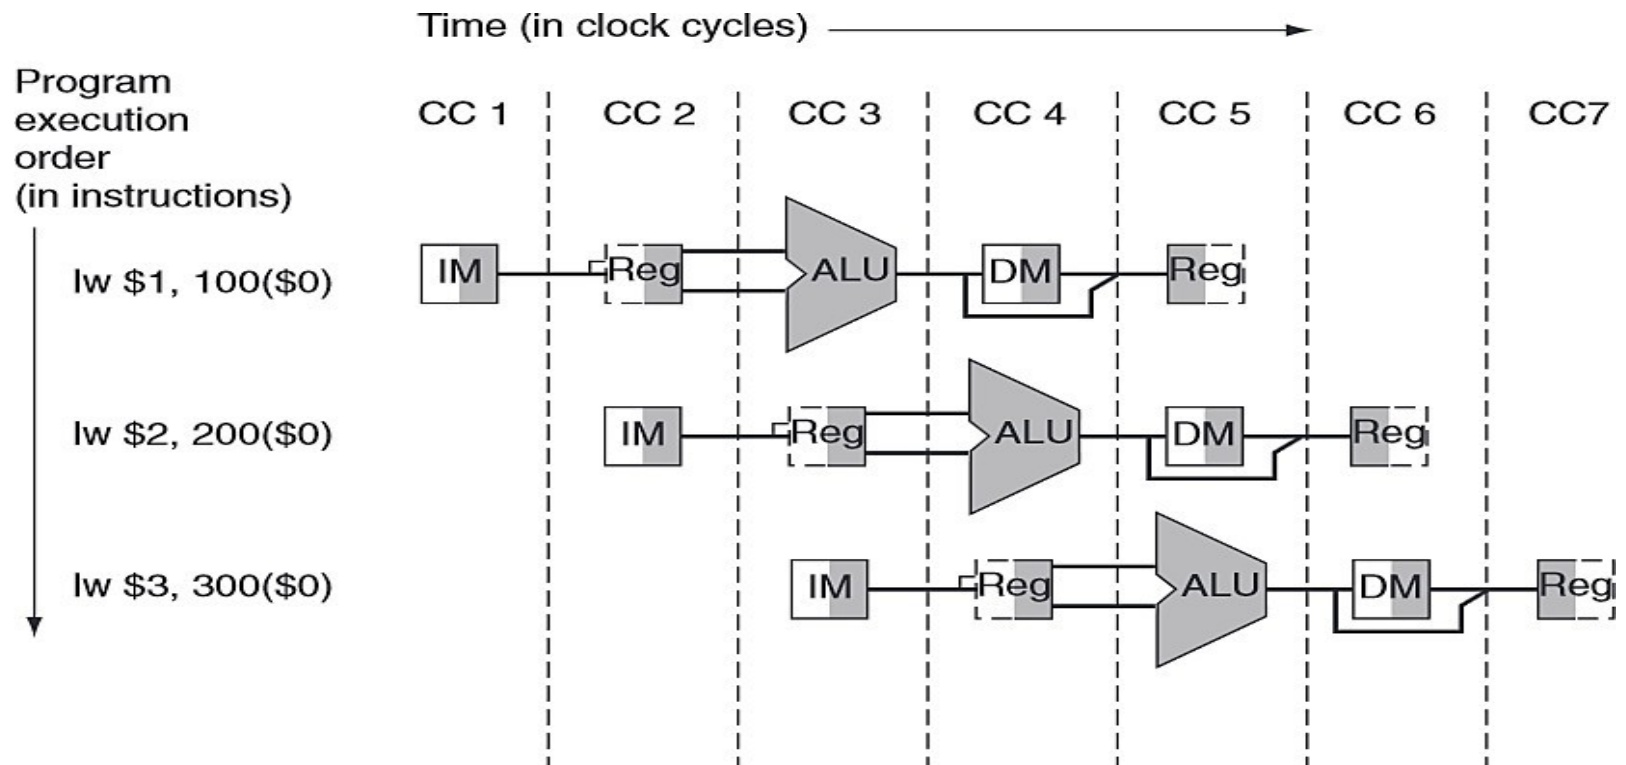 Time (in clock cycles)
Program
execution
order
(in instructions)
CC 1 CC 2 CC 3 CC 4 CC 5 CC 6 CC7
lw $1, 100($0) IM Reg ALU DM Reg
lw $2, 200($0) IM Reg ALU DM Reg
lw $3, 300($0) IM Reg ALU DM Reg